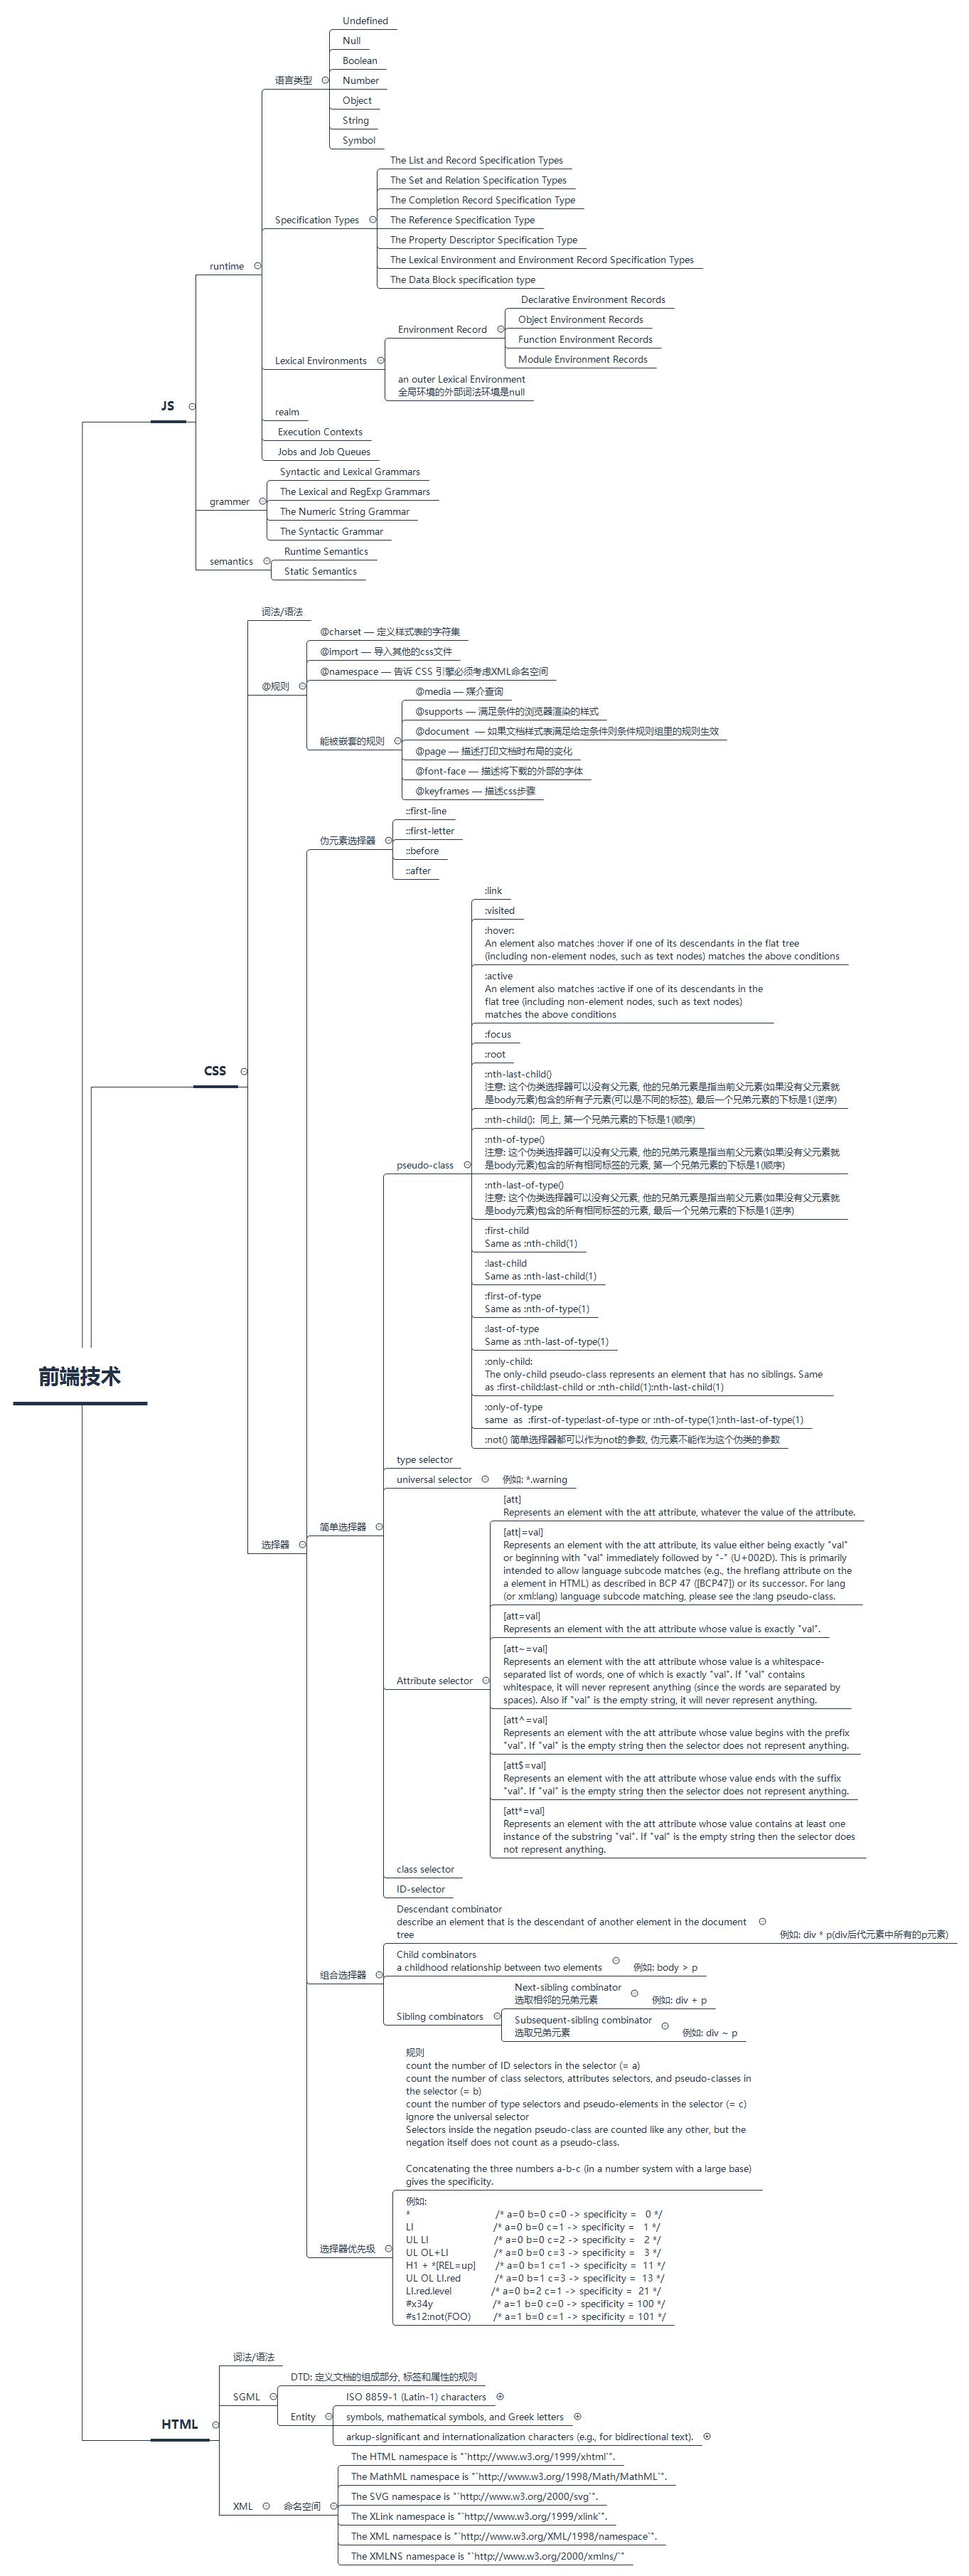 前端技术
JS
runtime
语言类型
Undefined
Null
Boolean
Number
Object
String
Symbol
Specification Types
The List and Record Specification Types
The Set and Relation Specification Types
The Completion Record Specification Type
The Reference Specification Type
The Property Descriptor Specification Type
The Lexical Environment and Environment Record Specification Types
The Data Block specification type
Lexical Environments
Environment Record
Declarative Environment Records
Object Environment Records
Function Environment Records
Module Environment Records
an outer Lexical Environment
全局环境的外部词法环境是null
realm
Execution Contexts
Jobs and Job Queues
grammer
Syntactic and Lexical Grammars
The Lexical and RegExp Grammars
The Numeric String Grammar
The Syntactic Grammar
semantics
Runtime Semantics
Static Semantics
CSS
词法/语法
@规则
@charset — 定义样式表的字符集
@import — 导入其他的css文件
@namespace — 告诉 CSS 引擎必须考虑XML命名空间
能被嵌套的规则
@media — 媒介查询
@supports — 满足条件的浏览器渲染的样式
@document — 如果文档样式表满足给定条件则条件规则组里的规则生效
@page — 描述打印文档时布局的变化
@font-face — 描述将下载的外部的字体
@keyframes — 描述css步骤
选择器
伪元素选择器
::first-line
::first-letter
::before
::after
简单选择器
pseudo-class
:link
:visited
:hover:
An element also matches :hover if one of its descendants in the flat tree
(including non-element nodes, such as text nodes) matches the above conditions
:active
An element also matches :active if one of its descendants in the
flat tree (including non-element nodes, such as text nodes)
matches the above conditions
:focus
:root
:nth-last-child()
注意: 这个伪类选择器可以没有父元素, 他的兄弟元素是指当前父元素(如果没有父元素就
是body元素)包含的所有子元素(可以是不同的标签), 最后一个兄弟元素的下标是1(逆序)
:nth-child(): 同上, 第一个兄弟元素的下标是1(顺序)
:nth-of-type()
注意: 这个伪类选择器可以没有父元素, 他的兄弟元素是指当前父元素(如果没有父元素就
是body元素)包含的所有相同标签的元素, 第一个兄弟元素的下标是1(顺序)
:nth-last-of-type()
注意: 这个伪类选择器可以没有父元素, 他的兄弟元素是指当前父元素(如果没有父元素就
是body元素)包含的所有相同标签的元素, 最后一个兄弟元素的下标是1(逆序)
:first-child
Same as :nth-child(1)
:last-child
Same as :nth-last-child(1)
:first-of-type
Same as :nth-of-type(1)
:last-of-type
Same as :nth-last-of-type(1)
:only-child:
The only-child pseudo-class represents an element that has no siblings. Same
as :first-child:last-child or :nth-child(1):nth-last-child(1)
:only-of-type
same as :first-of-type:last-of-type or :nth-of-type(1):nth-last-of-type(1)
:not() 简单选择器都可以作为not的参数, 伪元素不能作为这个伪类的参数
type selector
universal selector
例如: *.warning
Attribute selector
[att]
Represents an element with the att attribute, whatever the value of the attribute.
[att|=val]
Represents an element with the att attribute, its value either being exactly "val"
or beginning with "val" immediately followed by "-" (U+002D). This is primarily
intended to allow language subcode matches (e.g., the hreflang attribute on the
a element in HTML) as described in BCP 47 ([BCP47]) or its successor. For lang
(or xml:lang) language subcode matching, please see the :lang pseudo-class.
[att=val]
Represents an element with the att attribute whose value is exactly "val".
[att~=val]
Represents an element with the att attribute whose value is a whitespace-
separated list of words, one of which is exactly "val". If "val" contains
whitespace, it will never represent anything (since the words are separated by
spaces). Also if "val" is the empty string, it will never represent anything.
[att^=val]
Represents an element with the att attribute whose value begins with the prefix
"val". If "val" is the empty string then the selector does not represent anything.
[att$=val]
Represents an element with the att attribute whose value ends with the suffix
"val". If "val" is the empty string then the selector does not represent anything.
[att*=val]
Represents an element with the att attribute whose value contains at least one
instance of the substring "val". If "val" is the empty string then the selector does
not represent anything.
class selector
ID-selector
组合选择器
Descendant combinator
describe an element that is the descendant of another element in the document
tree
例如: div * p(div后代元素中所有的p元素)
Child combinators
a childhood relationship between two elements
例如: body > p
Sibling combinators
Next-sibling combinator
选取相邻的兄弟元素
例如: div + p
Subsequent-sibling combinator
选取兄弟元素
例如: div ~ p
选择器优先级
规则
count the number of ID selectors in the selector (= a)
count the number of class selectors, attributes selectors, and pseudo-classes in
the selector (= b)
count the number of type selectors and pseudo-elements in the selector (= c)
ignore the universal selector
Selectors inside the negation pseudo-class are counted like any other, but the
negation itself does not count as a pseudo-class.
Concatenating the three numbers a-b-c (in a number system with a large base)
gives the specificity.
例如:
* /* a=0 b=0 c=0 -> specificity = 0 */
LI /* a=0 b=0 c=1 -> specificity = 1 */
UL LI /* a=0 b=0 c=2 -> specificity = 2 */
UL OL+LI /* a=0 b=0 c=3 -> specificity = 3 */
H1 + *[REL=up] /* a=0 b=1 c=1 -> specificity = 11 */
UL OL LI.red /* a=0 b=1 c=3 -> specificity = 13 */
LI.red.level /* a=0 b=2 c=1 -> specificity = 21 */
#x34y /* a=1 b=0 c=0 -> specificity = 100 */
#s12:not(FOO) /* a=1 b=0 c=1 -> specificity = 101 */
HTML
词法/语法
SGML
DTD: 定义文档的组成部分, 标签和属性的规则
Entity
ISO 8859-1 (Latin-1) characters
symbols, mathematical symbols, and Greek letters
arkup-significant and internationalization characters (e.g., for bidirectional text).
XML
命名空间
The HTML namespace is "`http://www.w3.org/1999/xhtml`".
The MathML namespace is "`http://www.w3.org/1998/Math/MathML`".
The SVG namespace is "`http://www.w3.org/2000/svg`".
The XLink namespace is "`http://www.w3.org/1999/xlink`".
The XML namespace is "`http://www.w3.org/XML/1998/namespace`".
The XMLNS namespace is "`http://www.w3.org/2000/xmlns/`"